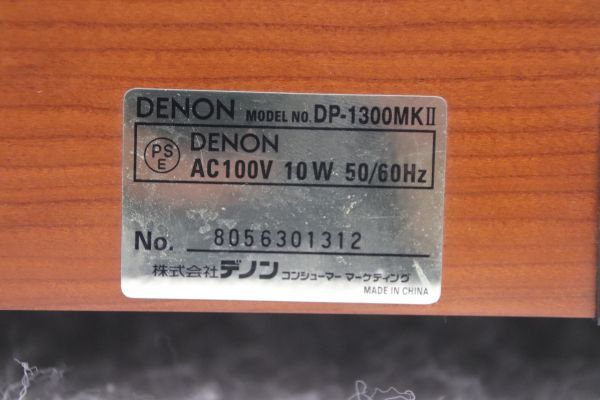 DENON MODEL NO. DP-1300MKⅡ
PS E DENON
AC100V 10W 50/60Hz
No. 8056301312
株式会社 デノン コンシューマー マーケティング
MADE IN CHINA